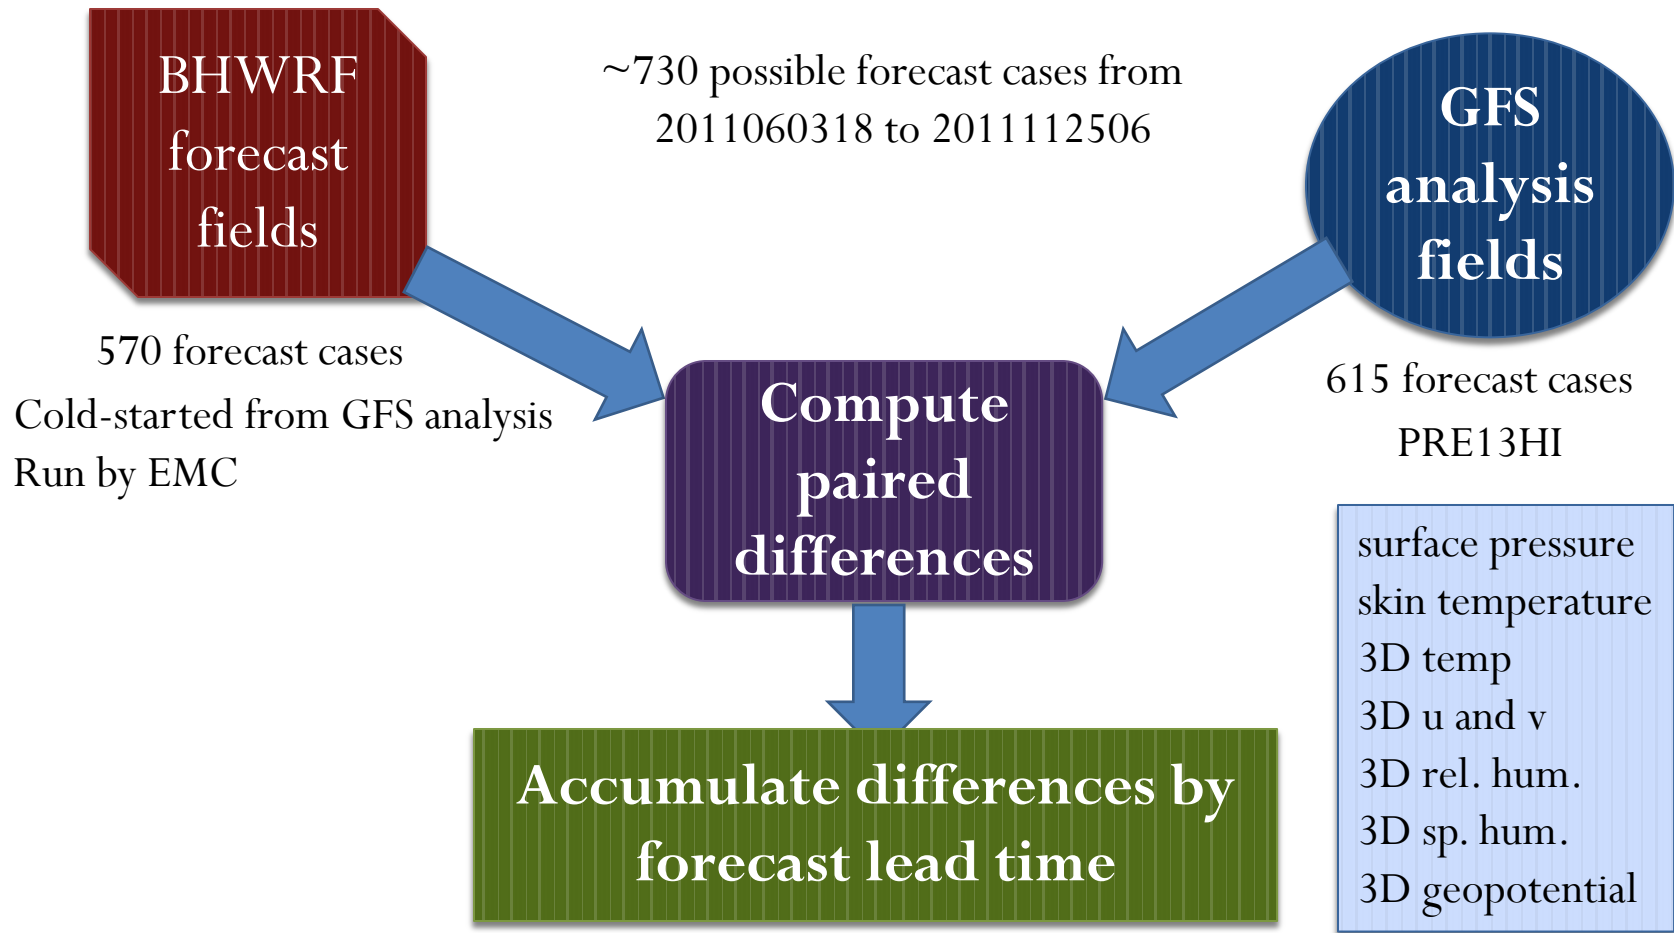 BHWRF
forecast
fields
~730 possible forecast cases from
2011060318 to 2011112506
GFS
analysis
fields
570 forecast cases
Cold-started from GFS analysis
Run by EMC
615 forecast cases
PRE13HI
Compute
paired
differences
surface pressure
skin temperature
3D temp
3D u and v
3D rel. hum.
3D sp. hum.
3D geopotential
Accumulate differences by
forecast lead time